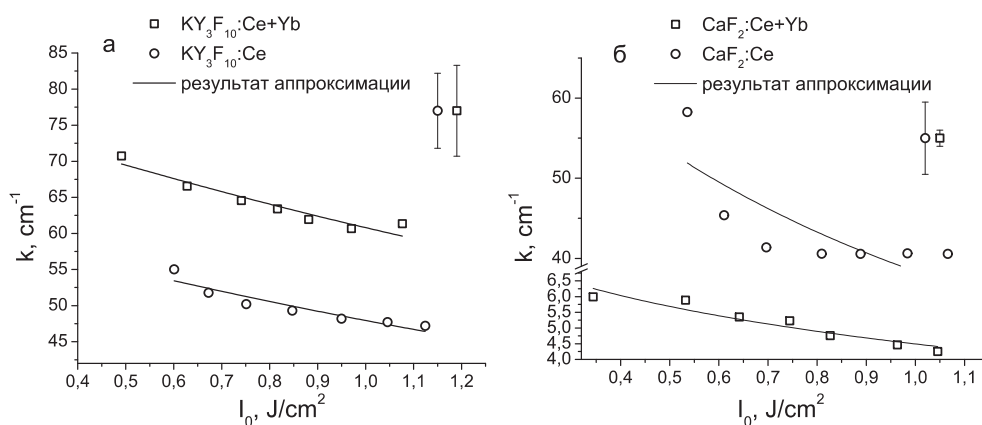 а
KY₃F₁₀:Ce+Yb
KY₃F₁₀:Ce
результат аппроксимации
85
80
75
70
65
60
55
50
45
k, cm⁻¹
0,4 0,5 0,6 0,7 0,8 0,9 1,0 1,1 1,2
I₀, J/cm²
б
CaF₂:Ce+Yb
CaF₂:Ce
результат аппроксимации
60
50
40
6,5
6,0
5,5
5,0
4,5
4,0
k, cm⁻¹
0,4 0,5 0,6 0,7 0,8 0,9 1,0 1,1
I₀, J/cm²